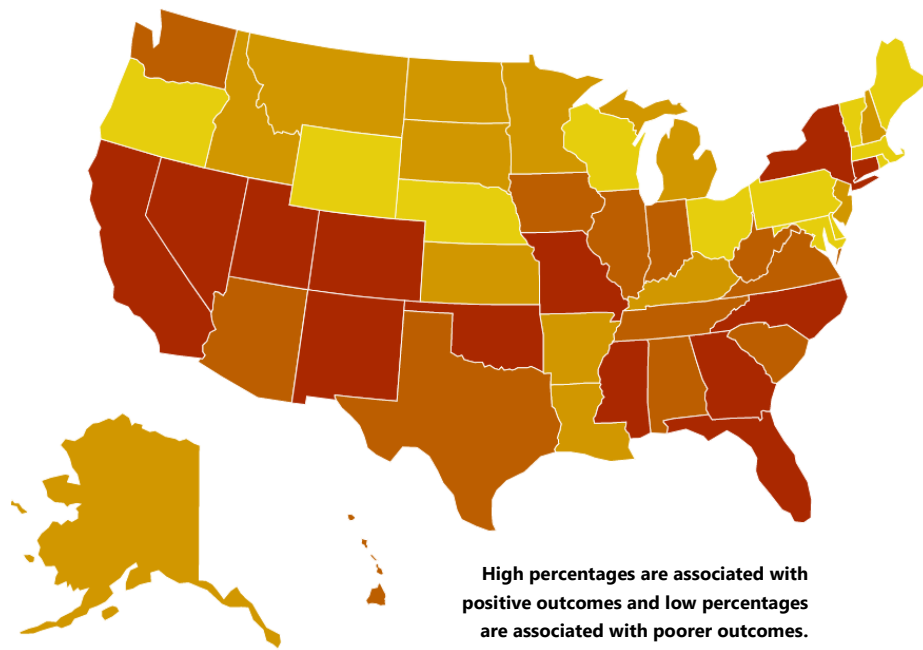 High percentages are associated with
positive outcomes and low percentages
are associated with poorer outcomes.